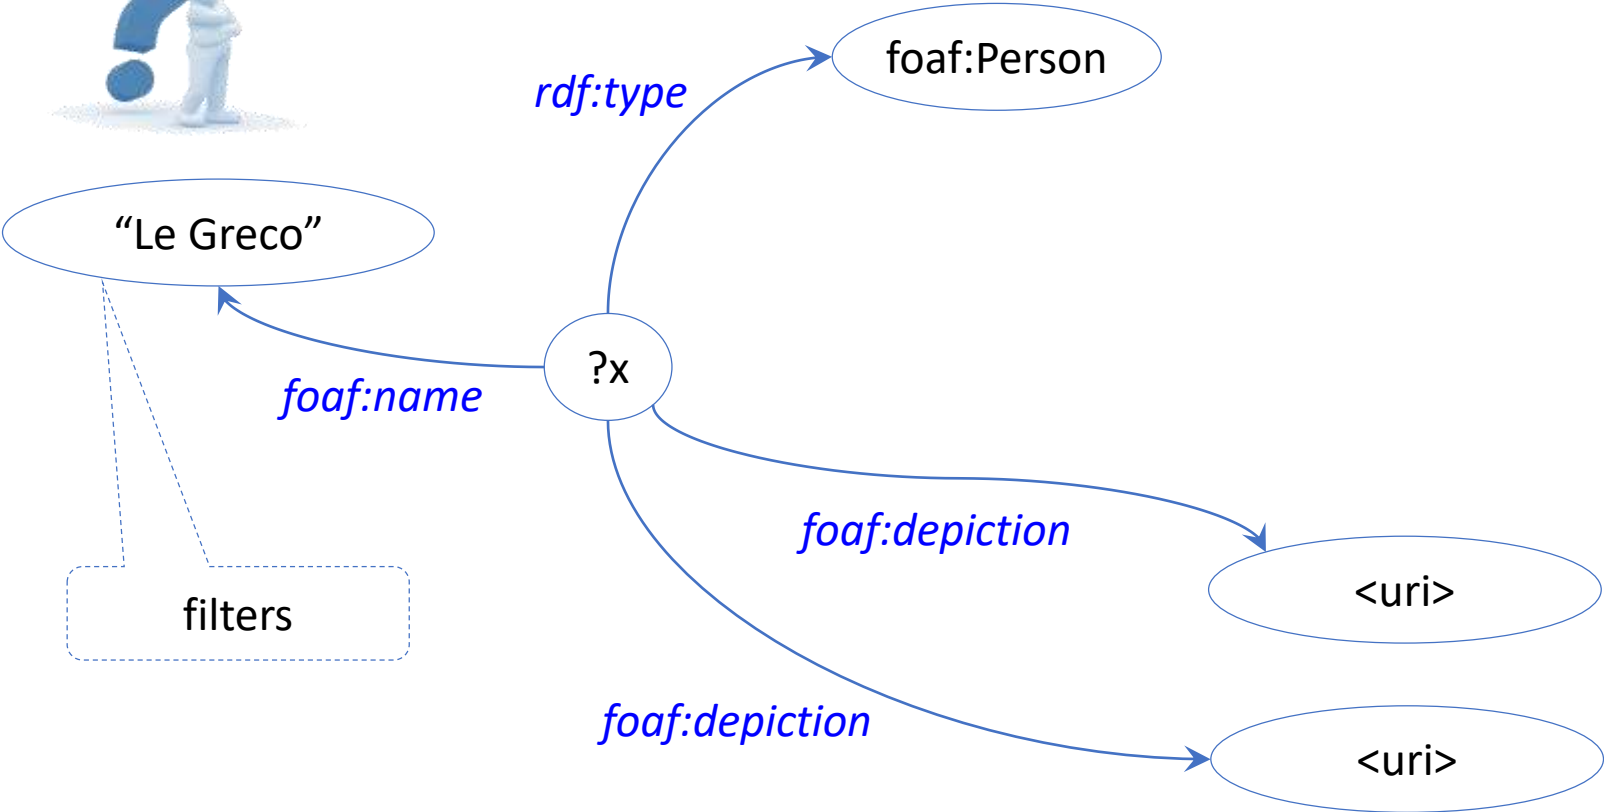 foaf:Person
rdf:type
“Le Greco”
?x
foaf:name
foaf:depiction
<uri>
filters
foaf:depiction
<uri>